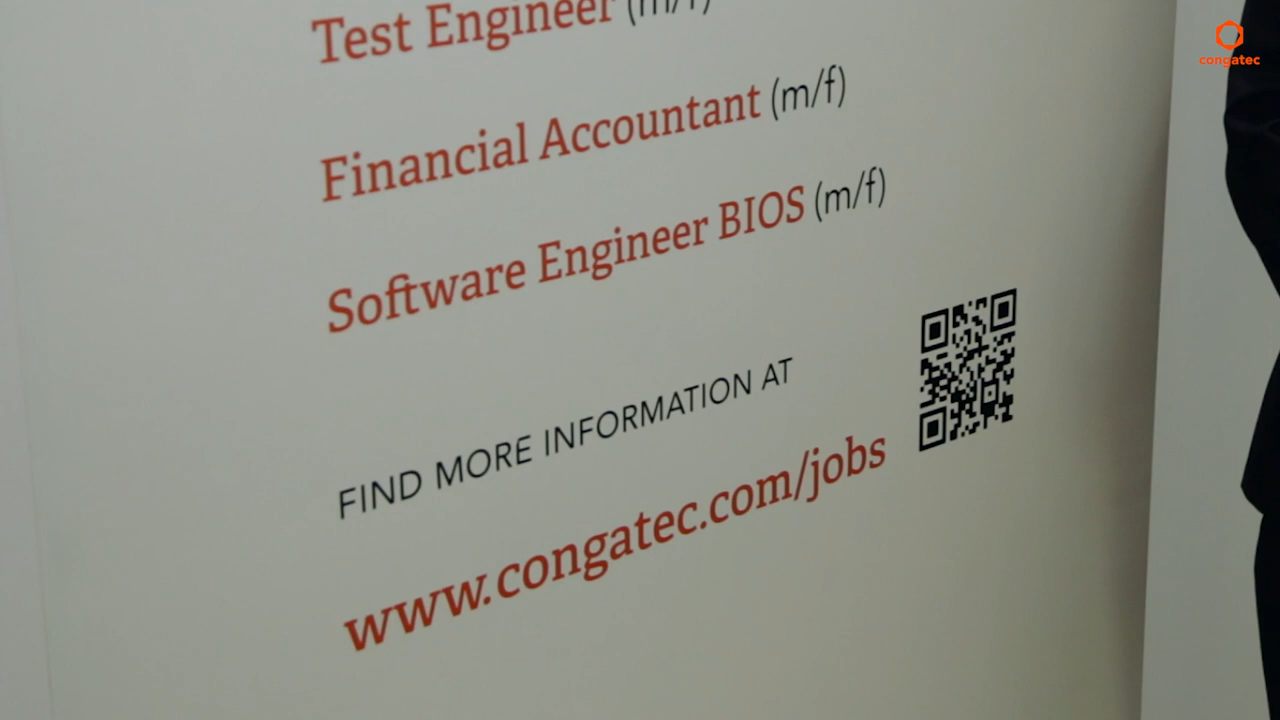 Test Engineer (m/f)
Financial Accountant (m/f)
Software Engineer BIOS (m/f)
FIND MORE INFORMATION AT
www.congatec.com/jobs
congatec